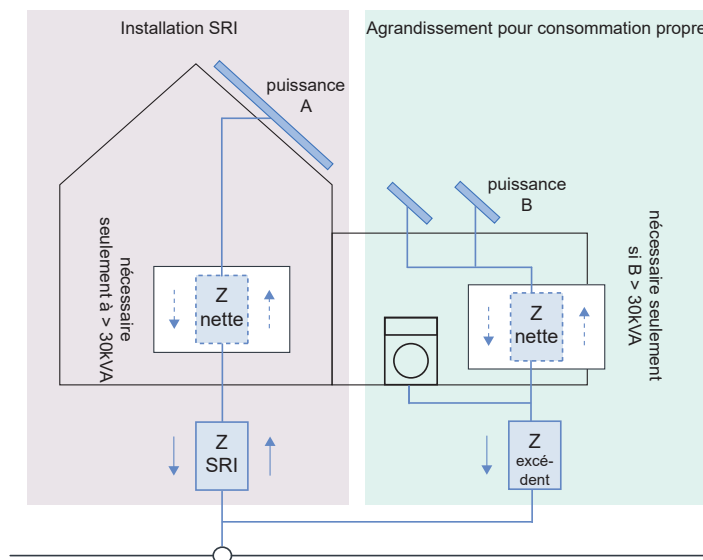 Installation SRI
puissance
A
nécessaire
seulement à > 30kVA
Z
nette
Z
SRI
Agrandissement pour consommation propre
puissance
B
nécessaire seulement
si B > 30kVA
Z
nette
Z
excé-
dent